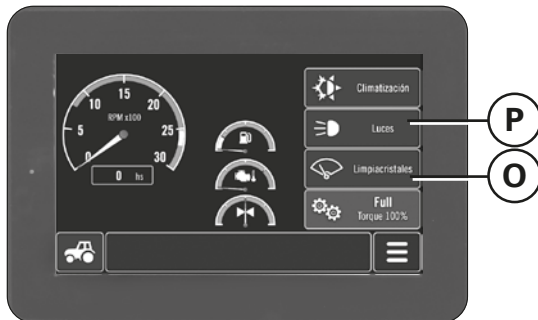 5
10
15
20
25
30
0
RPM x100
0 hs
Climatización
Luces
Limpiacristales
Full
Torque 100%
P
O